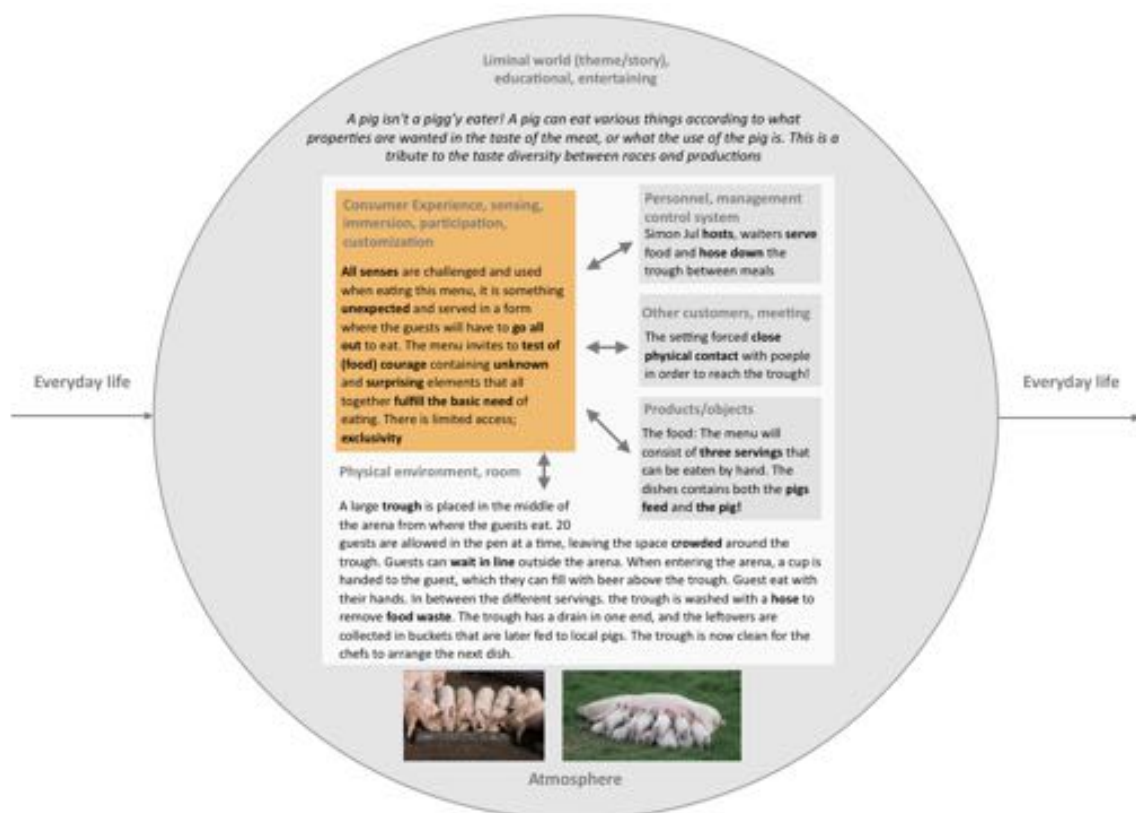 Liminal world (theme/story),
educational, entertaining
A pig isn't a pigg'y eater! A pig can eat various things according to what
properties are wanted in the taste of the meat, or what the use of the pig is. This is a
tribute to the taste diversity between races and productions
Everyday life
Consumer Experience, sensing,
immersion, participation,
customization
All senses are challenged and used
when eating this menu, it is something
unexpected and served in a form
where the guests will have to go all
out to eat. The menu invites to test of
(food) courage containing unknown
and surprising elements that all
together fulfill the basic need of
eating. There is limited access;
exclusivity
Personnel, management
control system
Simon Jul hosts, waiters serve
food and hose down the
trough between meals
Other customers, meeting
The setting forced close
physical contact with poeple
in order to reach the trough!
Products/objects
The food: The menu will
consist of three servings that
can be eaten by hand. The
dishes contains both the pigs
feed and the pig!
Physical environment, room
A large trough is placed in the middle of
the arena from where the guests eat. 20
guests are allowed in the pen at a time, leaving the space crowded around the
trough. Guests can wait in line outside the arena. When entering the arena, a cup is
handed to the guest, which they can fill with beer above the trough. Guest eat with
their hands. In between the different servings. the trough is washed with a hose to
remove food waste. The trough has a drain in one end, and the leftovers are
collected in buckets that are later fed to local pigs. The trough is now clean for the
chefs to arrange the next dish.
Everyday life
Atmosphere